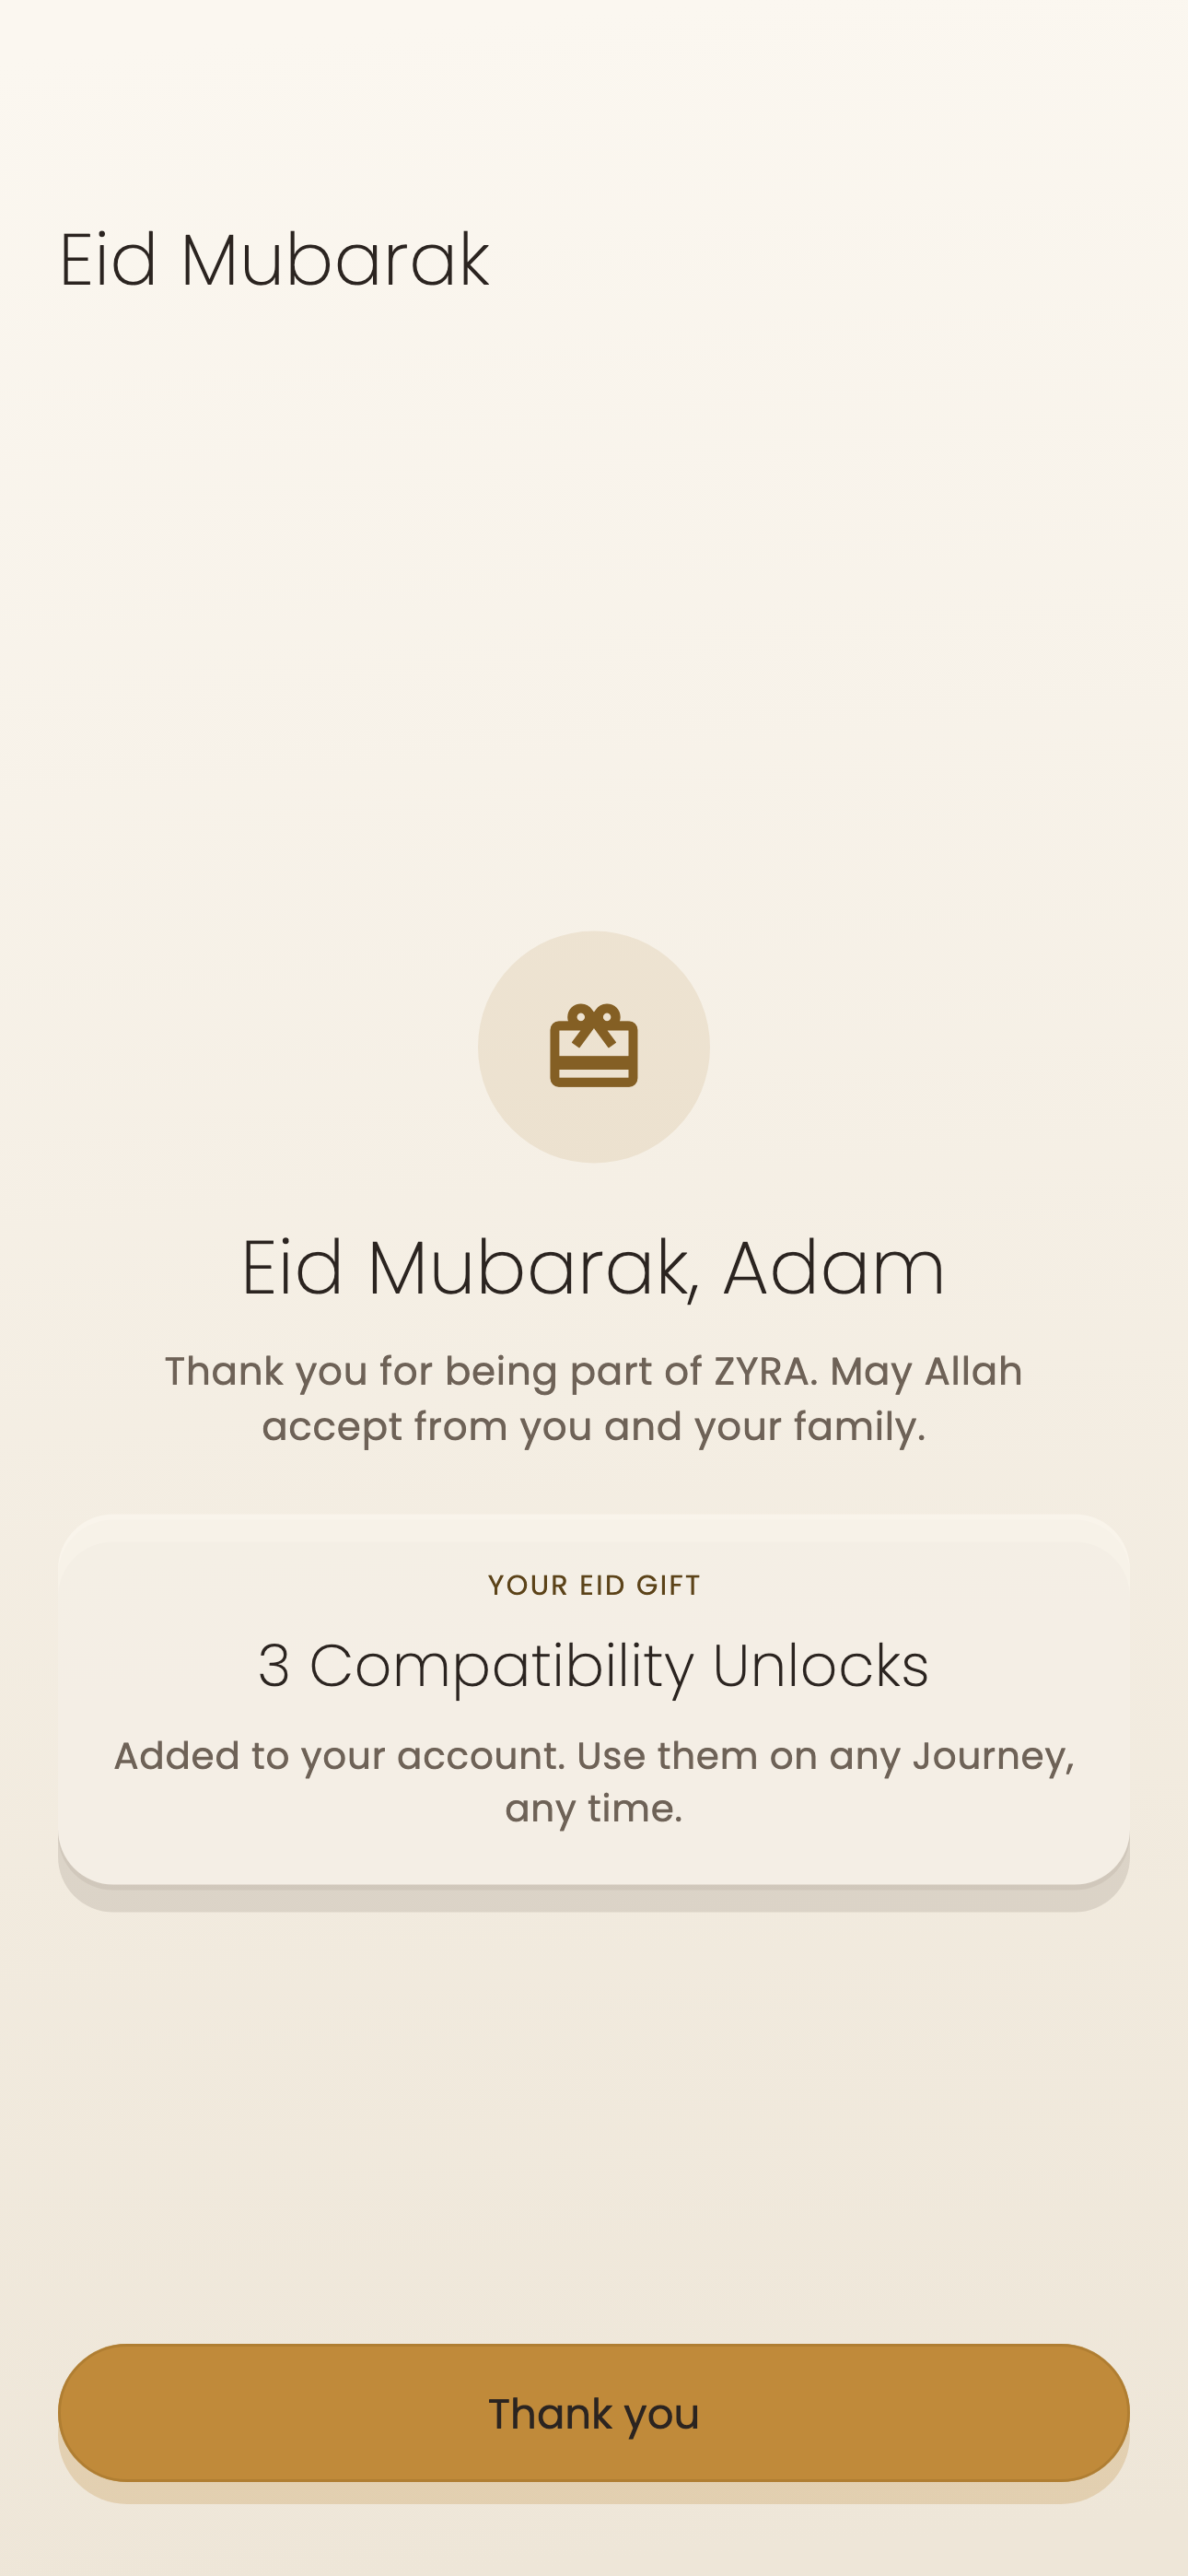 Eid Mubarak
Eid Mubarak, Adam
Thank you for being part of ZYRA. May Allah
accept from you and your family.
YOUR EID GIFT
3 Compatibility Unlocks
Added to your account. Use them on any Journey,
any time.
Thank you